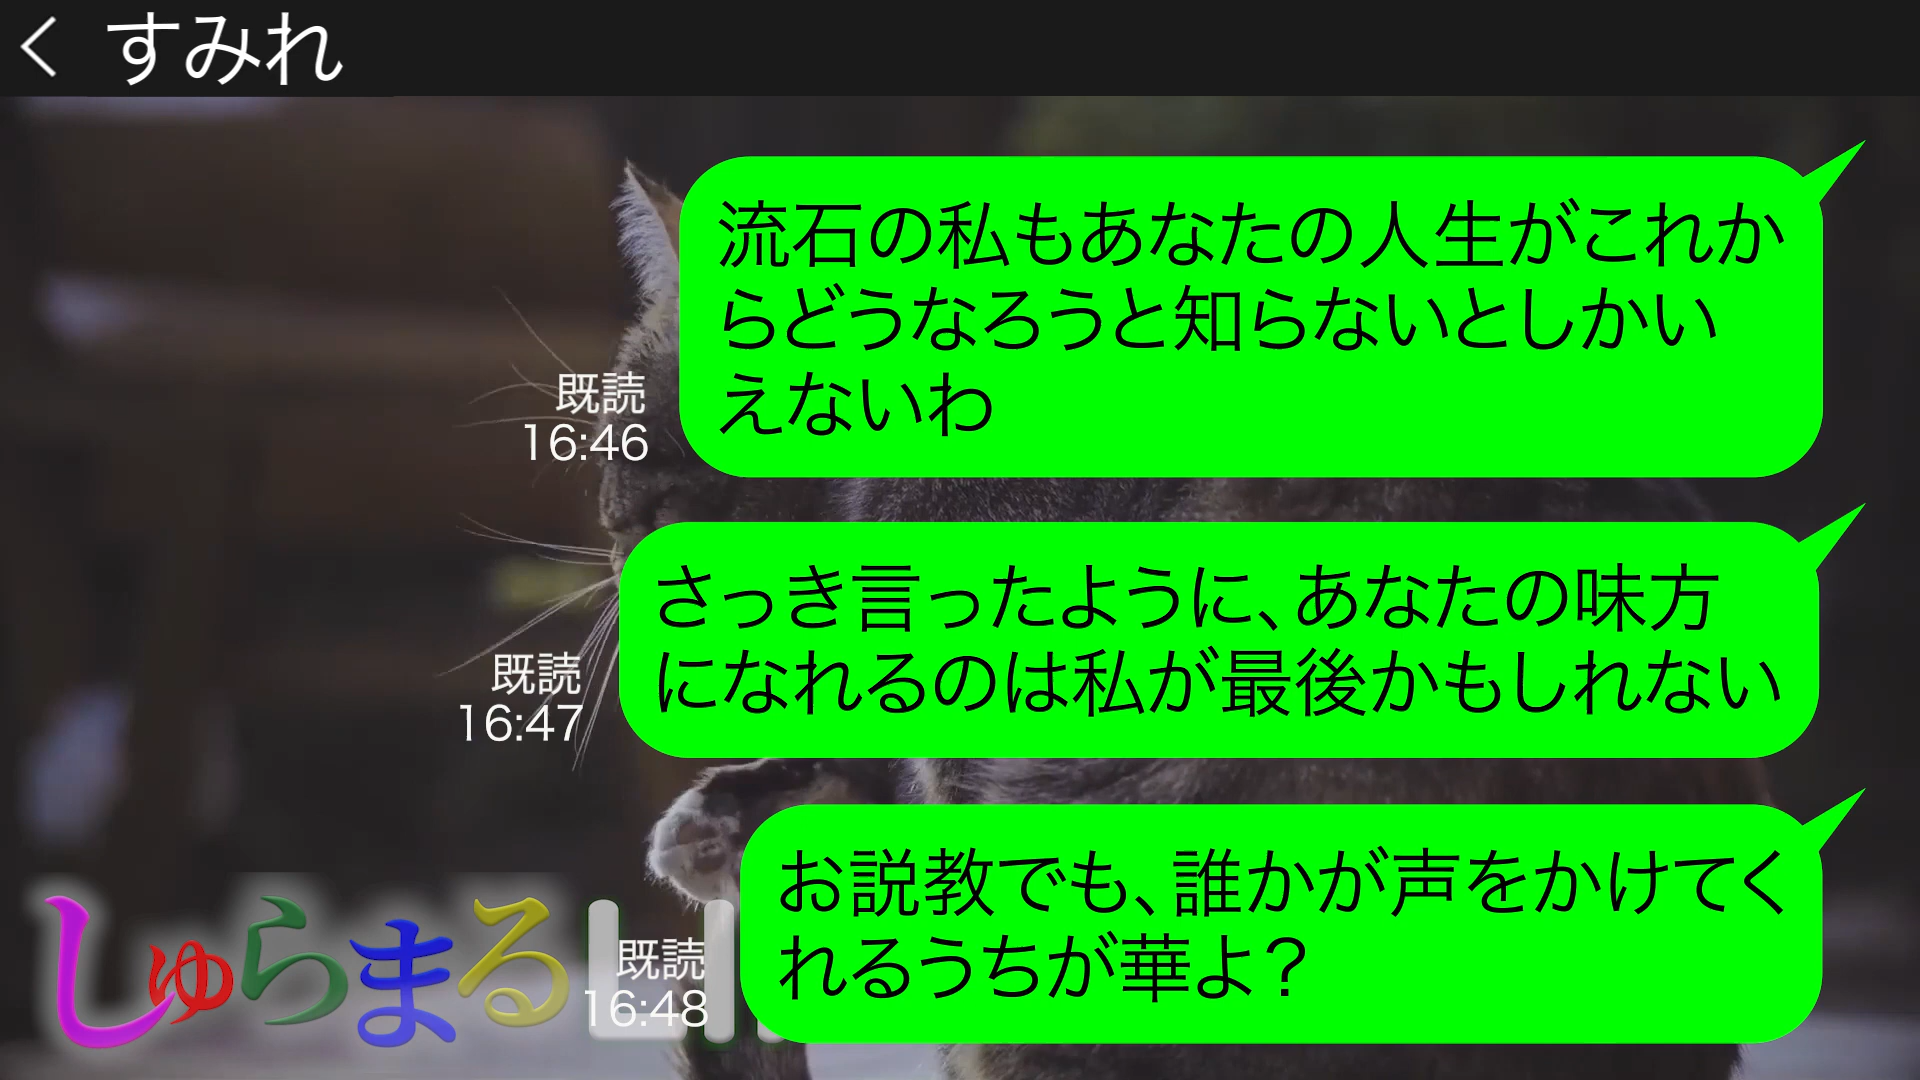 すみれ
流石の私もあなたの人生がこれか
らどうなろうと知らないとしかい
えないわ
既読
16:46
さっき言ったように、あなたの味方
になれるのは私が最後かもしれない
既読
16:47
お説教でも、誰かが声をかけてく
れるうちが華よ?
既読
16:48
しゅらまる